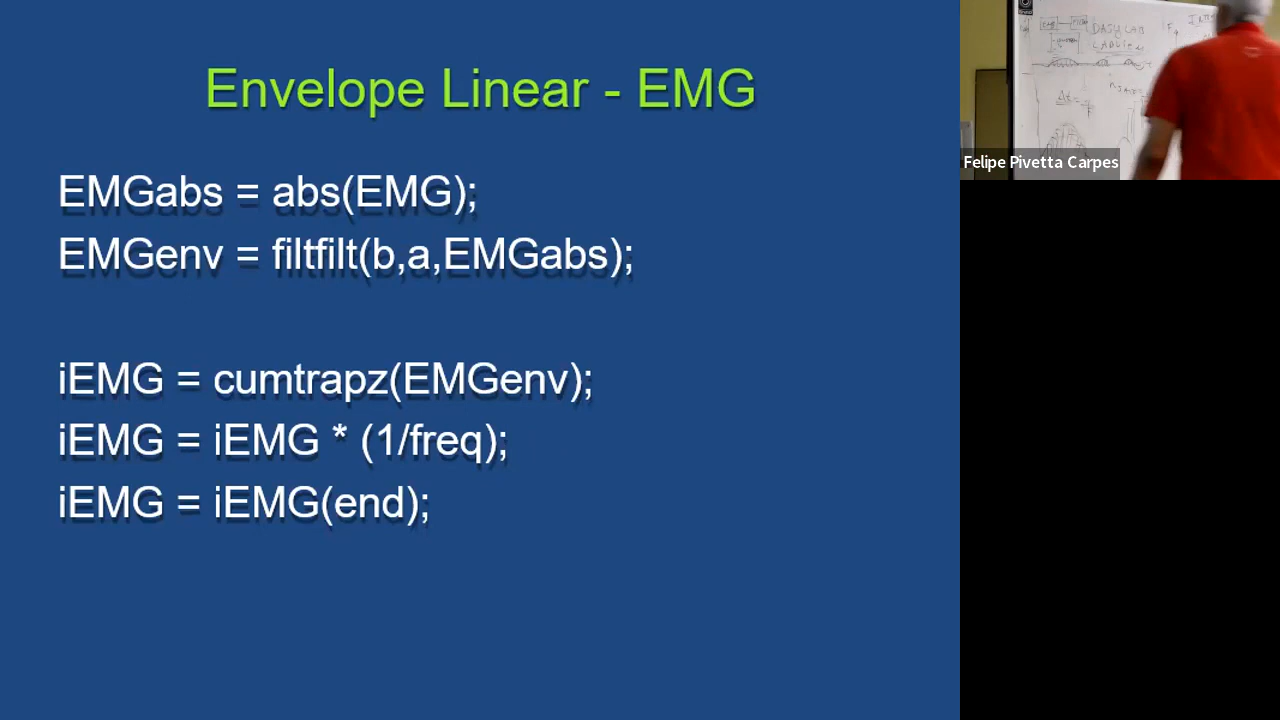 Envelope Linear - EMG
EMGabs = abs(EMG);
EMGenv = filtfilt(b,a,EMGabs);
iEMG = cumtrapz(EMGenv);
iEMG = iEMG * (1/freq);
iEMG = iEMG(end);
DASYLAB
Felipe Pivetta Carpes